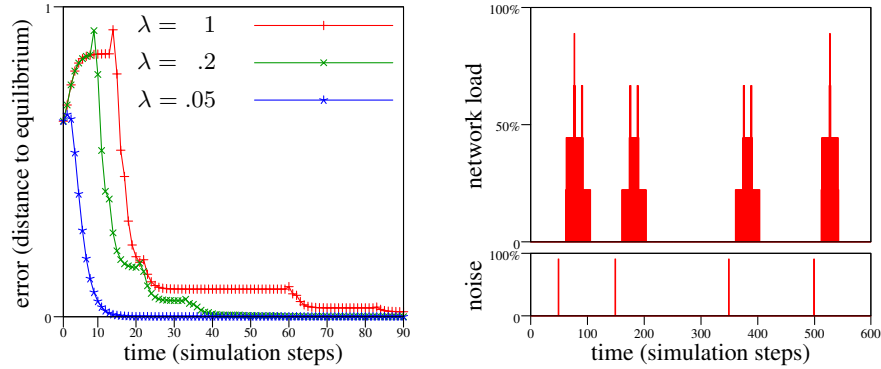 1
λ = 1
λ = .2
λ = .05
error (distance to equilibrium)
0
0 10 20 30 40 50 60 70 80 90
time (simulation steps)
100%
50%
0
network load
100%
0
noise
0 100 200 300 400 500 600
time (simulation steps)